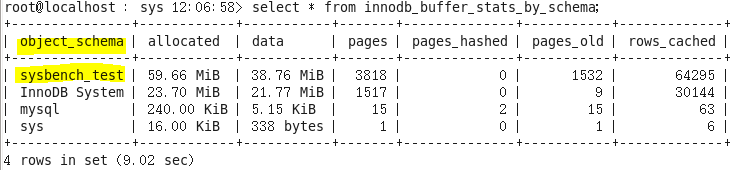 root@localhost : sys 12:06:58> select * from innodb_buffer_stats_by_schema;
+---------------+------------+-----------+-------+--------------+-----------+-------------+
| object_schema | allocated | data | pages | pages_hashed | pages_old | rows_cached |
+---------------+------------+-----------+-------+--------------+-----------+-------------+
| sysbench_test | 59.66 MiB | 38.76 MiB | 3818 | 0 | 1532 | 64295 |
| InnoDB System | 23.70 MiB | 21.77 MiB | 1517 | 0 | 9 | 30144 |
| mysql | 240.00 KiB | 5.15 KiB | 15 | 2 | 15 | 63 |
| sys | 16.00 KiB | 338 bytes | 1 | 0 | 1 | 6 |
+---------------+------------+-----------+-------+--------------+-----------+-------------+
4 rows in set (9.02 sec)